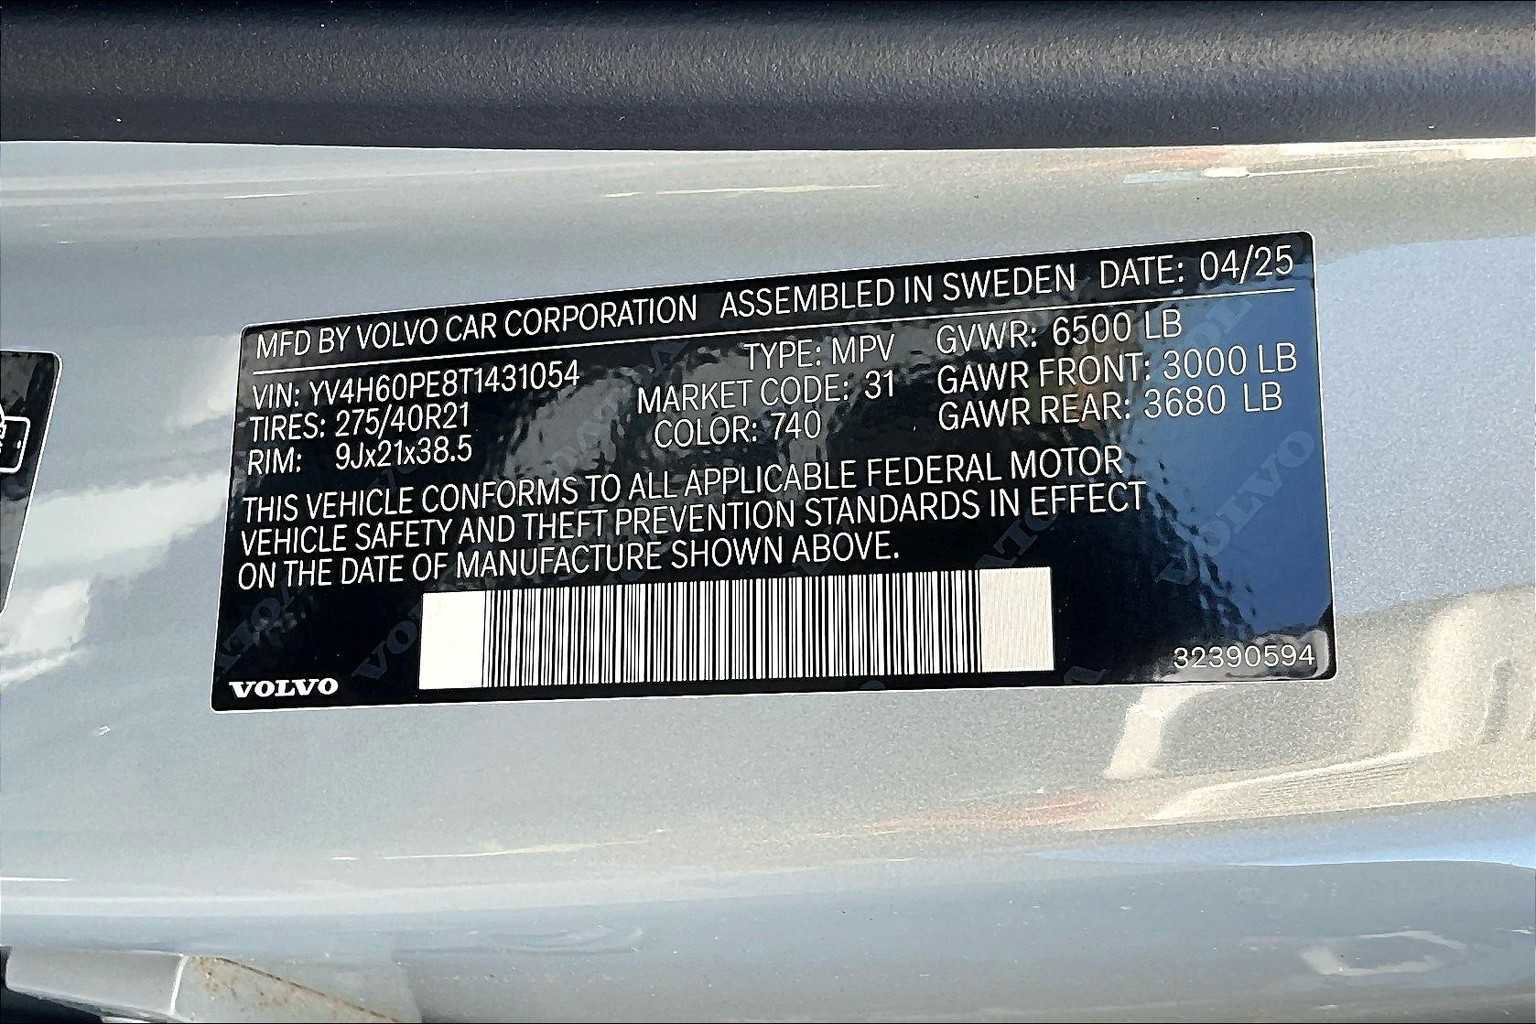 MFD BY VOLVO CAR CORPORATION ASSEMBLED IN SWEDEN DATE: 04/25
VIN: YV4H60PE8T1431054 TYPE: MPV GVWR: 6500 LB
TIRES: 275/40R21 MARKET CODE: 31 GAWR FRONT: 3000 LB
RIM: 9Jx21x38.5 COLOR: 740 GAWR REAR: 3680 LB
THIS VEHICLE CONFORMS TO ALL APPLICABLE FEDERAL MOTOR
VEHICLE SAFETY AND THEFT PREVENTION STANDARDS IN EFFECT
ON THE DATE OF MANUFACTURE SHOWN ABOVE.
VOLVO 32390594